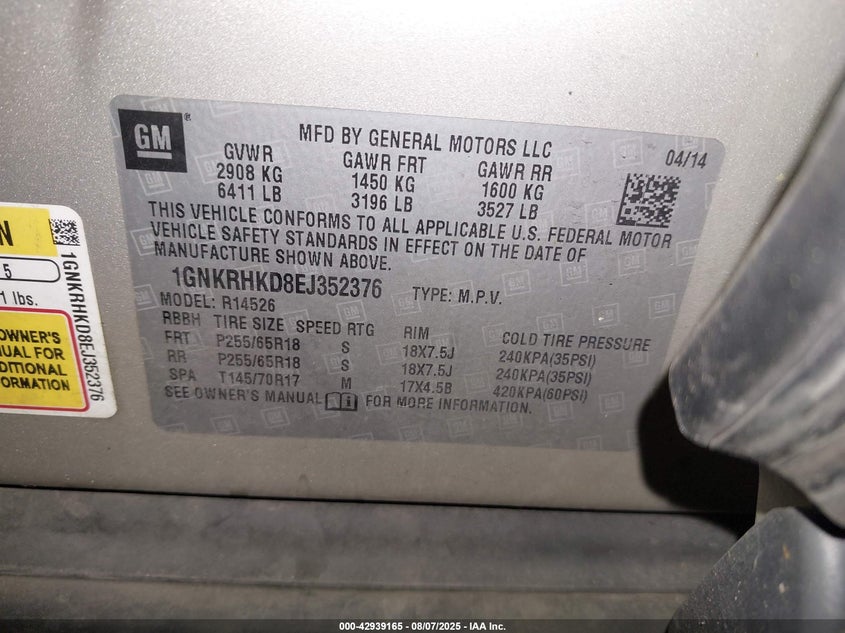 GM
®
MFD BY GENERAL MOTORS LLC
04/14
GVWR GAWR FRT GAWR RR
2908 KG 1450 KG 1600 KG
6411 LB 3196 LB 3527 LB
THIS VEHICLE CONFORMS TO ALL APPLICABLE U.S. FEDERAL MOTOR
VEHICLE SAFETY STANDARDS IN EFFECT ON THE DATE OF
MANUFACTURE SHOWN ABOVE.
1GNKRHKD8EJ352376 TYPE: M.P.V.
MODEL: R14526
RBBH TIRE SIZE SPEED RTG RIM COLD TIRE PRESSURE
FRT P255/65R18 S 18X7.5J 240KPA(35PSI)
RR P255/65R18 S 18X7.5J 240KPA(35PSI)
SPA T145/70R17 M 17X4.5B 420KPA(60PSI)
SEE OWNER'S MANUAL FOR MORE INFORMATION.
N
5
1 lbs.
OWNER'S
UAL FOR
DITIONAL
FORMATION
1GNKRHKD8EJ352376
000-42939165 — 08/07/2025 — IAA Inc.